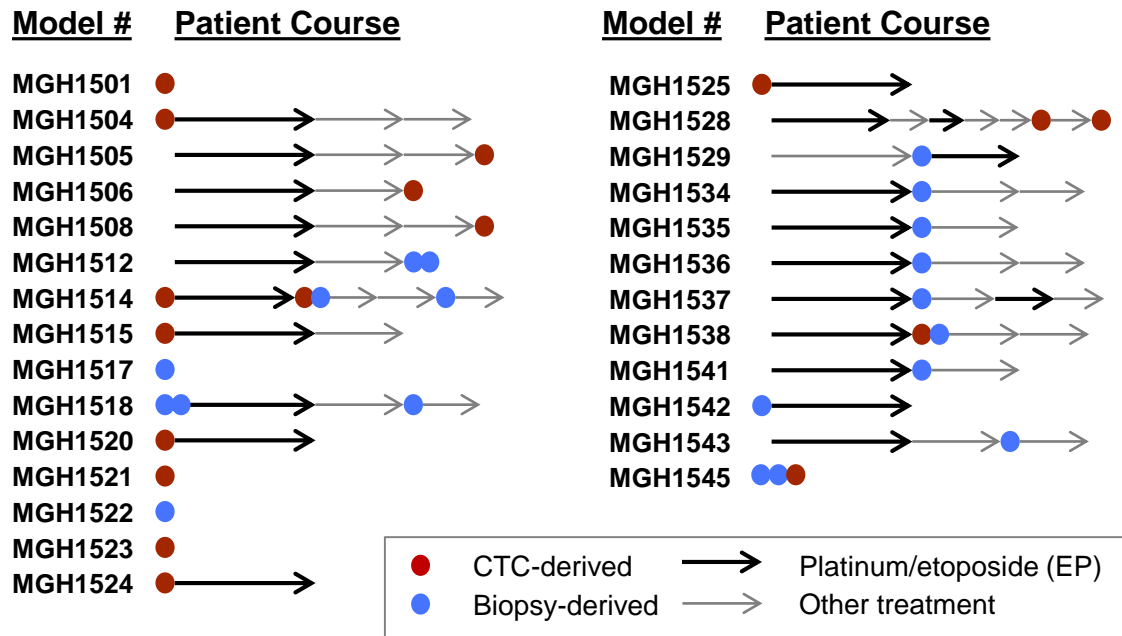 Model # Patient Course
MGH1501
MGH1504
MGH1505
MGH1506
MGH1508
MGH1512
MGH1514
MGH1515
MGH1517
MGH1518
MGH1520
MGH1521
MGH1522
MGH1523
MGH1524
Model # Patient Course
MGH1525
MGH1528
MGH1529
MGH1534
MGH1535
MGH1536
MGH1537
MGH1538
MGH1541
MGH1542
MGH1543
MGH1545
CTC-derived Platinum/etoposide (EP)
Biopsy-derived Other treatment